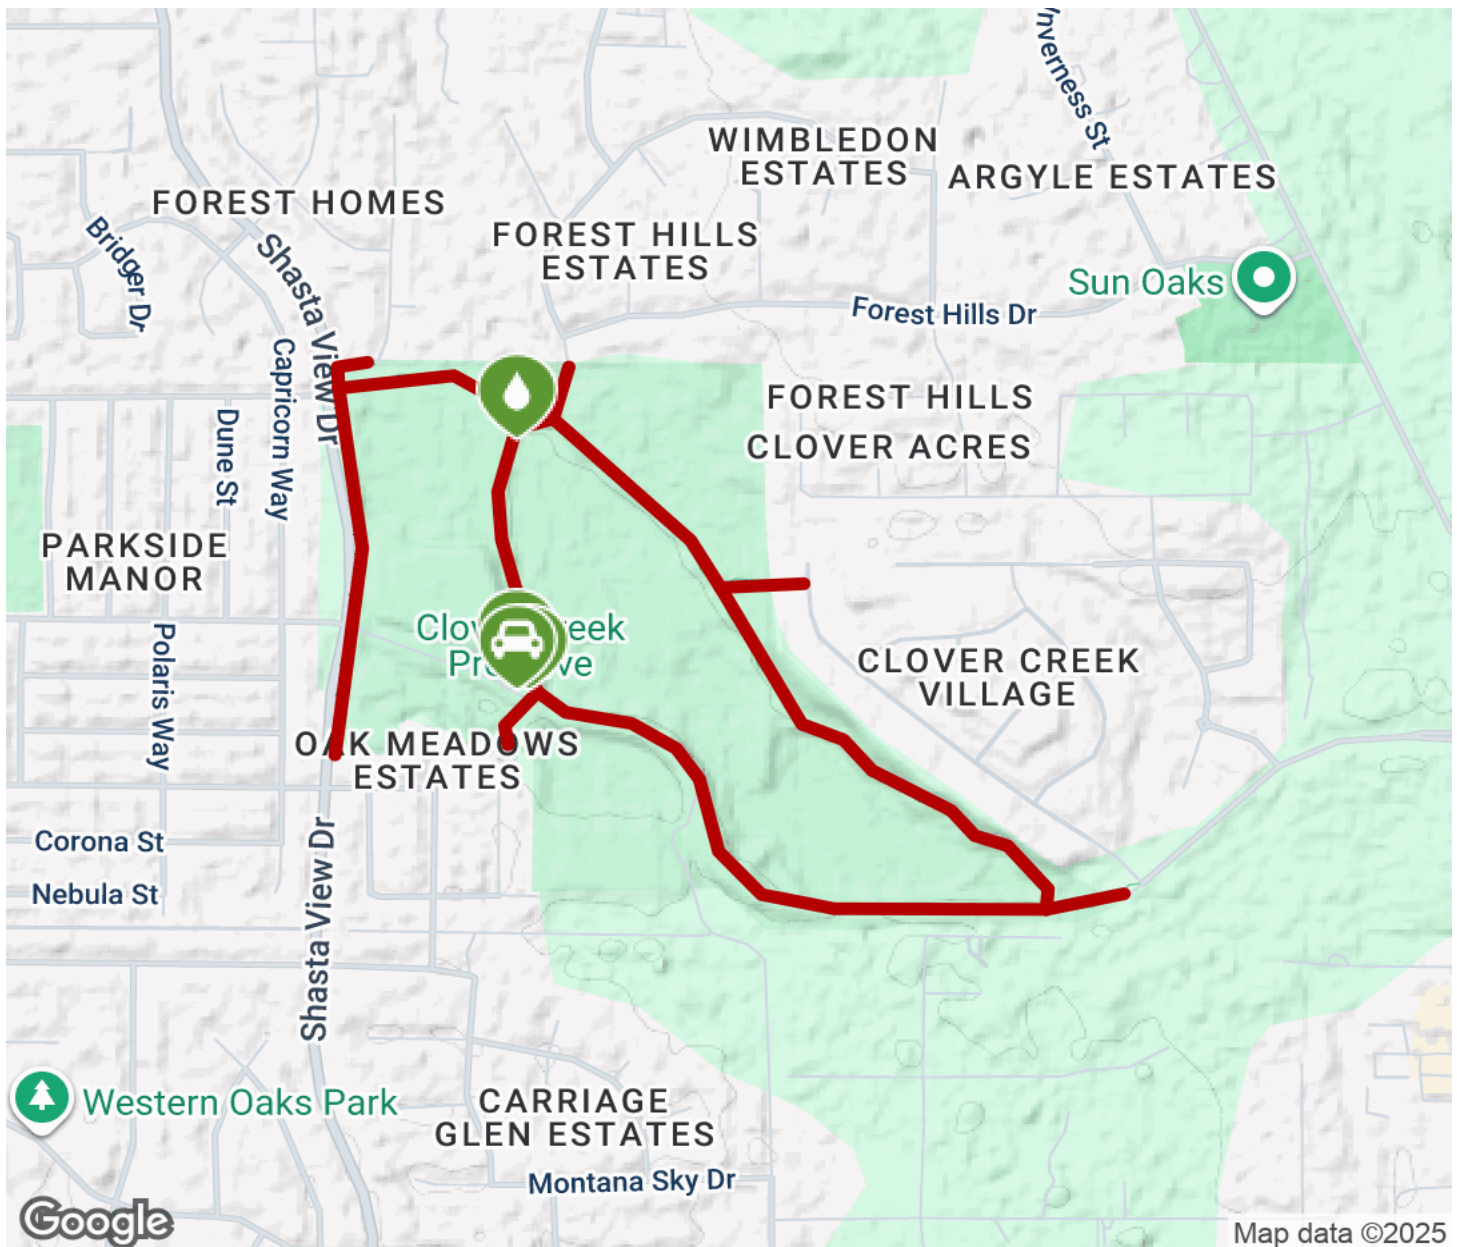 Inverness St
WIMBLEDON
ESTATES
ARGYLE ESTATES
FOREST HOMES
Bridger Dr
Shasta View Dr
FOREST HILLS
ESTATES
Sun Oaks
Forest Hills Dr
Capricorn Way
Dune St
FOREST HILLS
CLOVER ACRES
PARKSIDE
MANOR
Polaris Way
CLOVER CREEK
VILLAGE
OAK MEADOWS
ESTATES
Corona St
Nebula St
Shasta View Dr
Western Oaks Park
CARRIAGE
GLEN ESTATES
Montana Sky Dr
Google
Map data ©2025